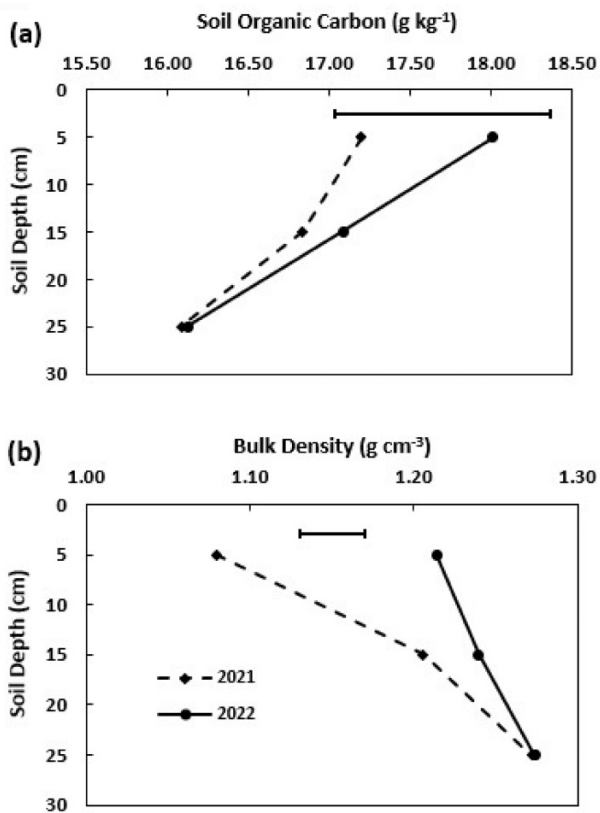 (a)
Soil Organic Carbon (g kg⁻¹)
15.50 16.00 16.50 17.00 17.50 18.00 18.50
0
5
10
15
20
25
30
Soil Depth (cm)
(b)
Bulk Density (g cm⁻³)
1.00 1.10 1.20 1.30
0
5
10
15
20
25
30
Soil Depth (cm)
2021
2022